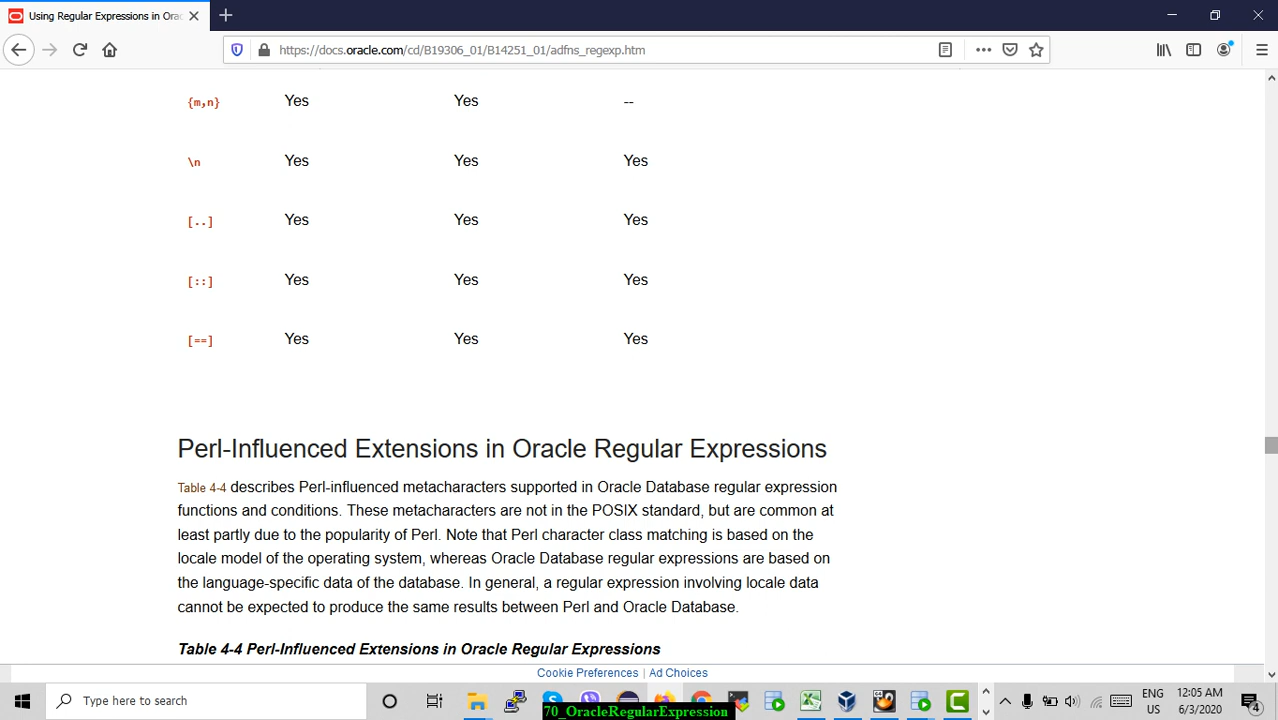 Using Regular Expressions in Orac
https://docs.oracle.com/cd/B19306_01/B14251_01/adfns_regexp.htm
{m,n} Yes Yes --
\n Yes Yes Yes
[..] Yes Yes Yes
[::] Yes Yes Yes
[==] Yes Yes Yes
Perl-Influenced Extensions in Oracle Regular Expressions
Table 4-4 describes Perl-influenced metacharacters supported in Oracle Database regular expression
functions and conditions. These metacharacters are not in the POSIX standard, but are common at
least partly due to the popularity of Perl. Note that Perl character class matching is based on the
locale model of the operating system, whereas Oracle Database regular expressions are based on
the language-specific data of the database. In general, a regular expression involving locale data
cannot be expected to produce the same results between Perl and Oracle Database.
Table 4-4 Perl-Influenced Extensions in Oracle Regular Expressions
Cookie Preferences | Ad Choices
Type here to search
70_OracleRegularExpression
ENG
US
12:05 AM
6/3/2020
4